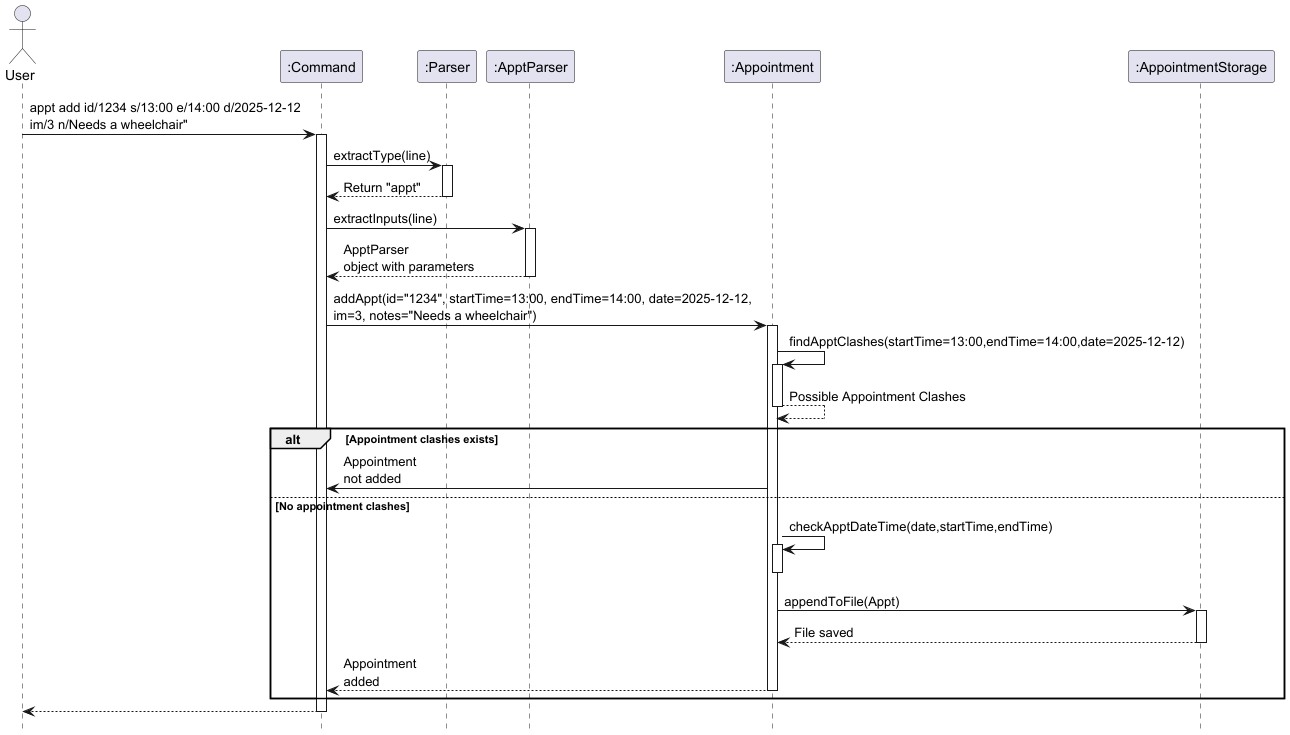 User
:Command
:Parser
:ApptParser
:Appointment
:AppointmentStorage
appt add id/1234 s/13:00 e/14:00 d/2025-12-12
im/3 n/Needs a wheelchair"
extractType(line)
Return "appt"
extractInputs(line)
ApptParser
object with parameters
addAppt(id="1234", startTime=13:00, endTime=14:00, date=2025-12-12,
im=3, notes="Needs a wheelchair")
findApptClashes(startTime=13:00,endTime=14:00,date=2025-12-12)
Possible Appointment Clashes
alt [Appointment clashes exists]
Appointment
not added
[No appointment clashes]
checkApptDateTime(date,startTime,endTime)
appendToFile(Appt)
File saved
Appointment
added